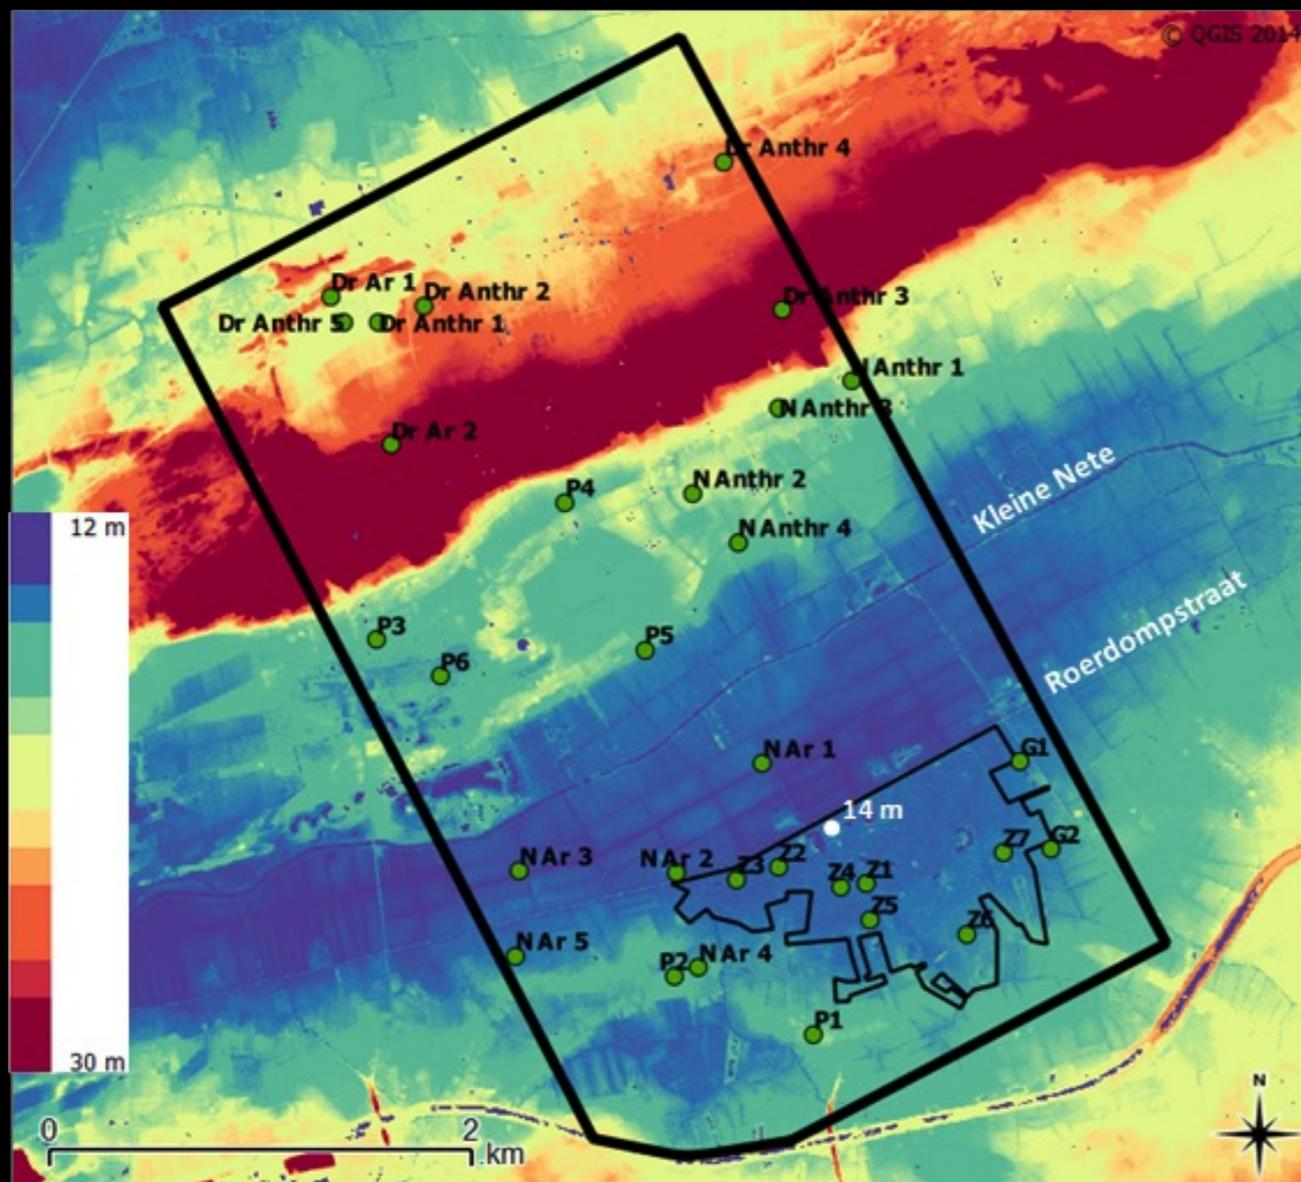 © QGIS 2014
Dr Anthr 4
Dr Ar 1
Dr Anthr 2
Dr Anthr 3
Dr Anthr 5
Dr Anthr 1
N Anthr 1
N Anthr 3
Dr Ar 2
Kleine Nete
P4
N Anthr 2
12 m
N Anthr 4
Roerdompstraat
P3
P5
P6
N Ar 1
G1
14 m
N Ar 3
N Ar 2
Z3
Z2
Z4
Z1
Z7
G2
Z5
Z6
N Ar 5
P2
N Ar 4
P1
30 m
N
0
2
km